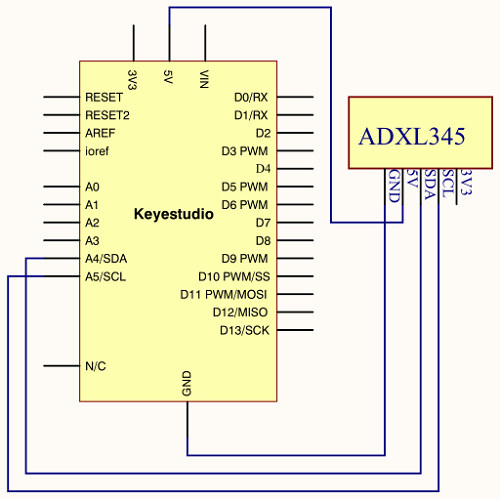 3V3
5V
VIN
RESET
RESET2
AREF
ioref
A0
A1
A2
A3
A4/SDA
A5/SCL
N/C
Keyestudio
D0/RX
D1/RX
D2
D3 PWM
D4
D5 PWM
D6 PWM
D7
D8
D9 PWM
D10 PWM/SS
D11 PWM/MOSI
D12/MISO
D13/SCK
GND
ADXL345
GND
5V
SDA
SCL
3V3